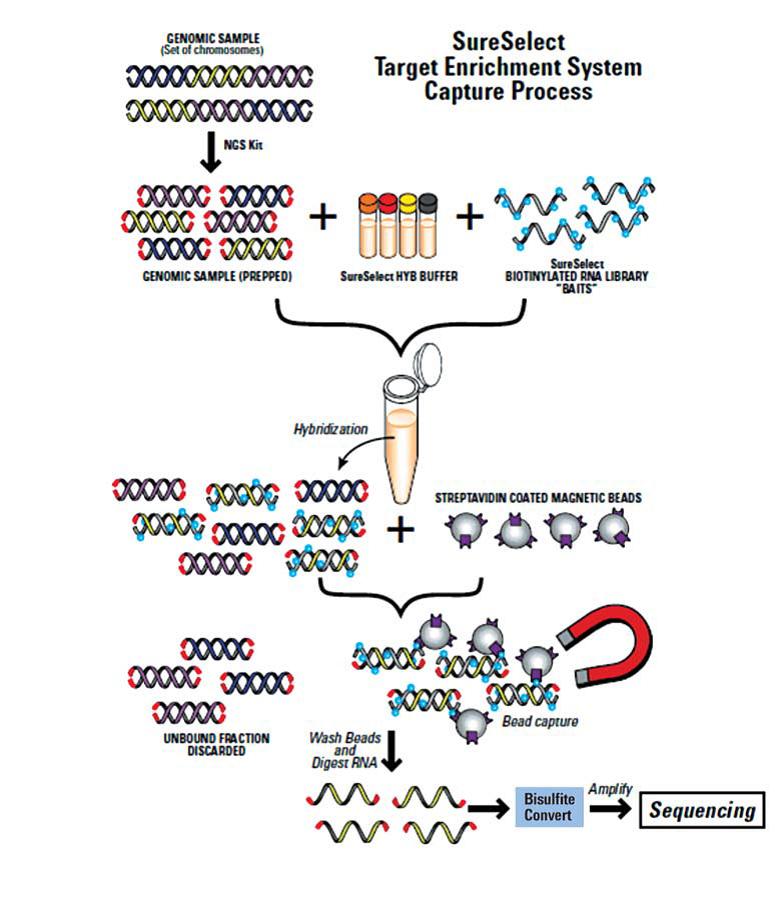 SureSelect
Target Enrichment System
Capture Process
GENOMIC SAMPLE
(Set of chromosomes)
NGS Kit
GENOMIC SAMPLE (PREPPED)
SureSelect HYB BUFFER
SureSelect
BIOTINYLATED RNA LIBRARY
"BAITS"
Hybridization
STREPTAVIDIN COATED MAGNETIC BEADS
UNBOUND FRACTION
DISCARDED
Bead capture
Wash Beads
and
Digest RNA
Bisulfite
Convert
Amplify
Sequencing